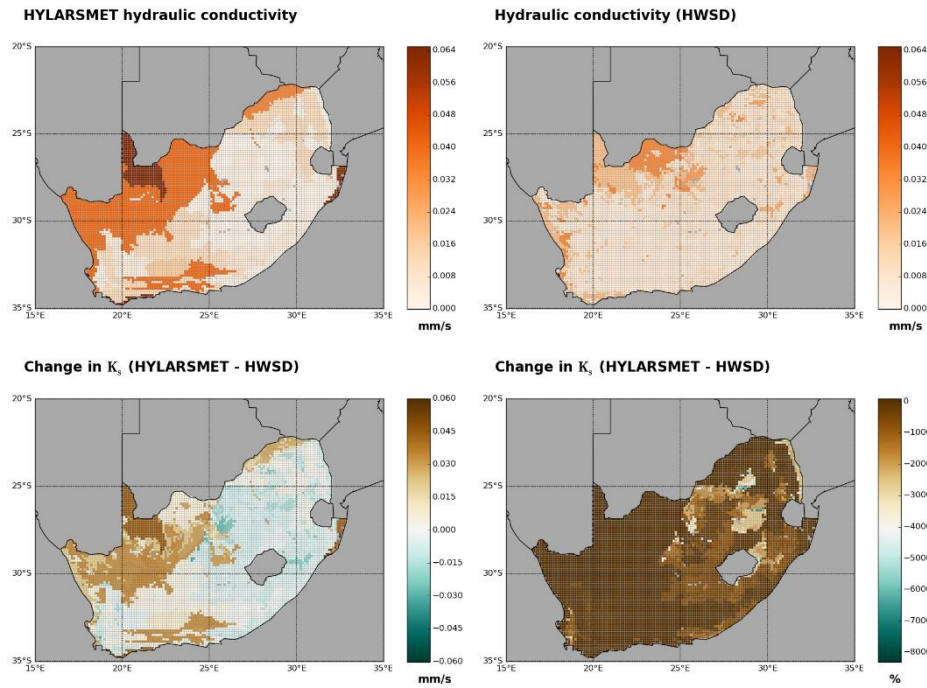 HYLARSMET hydraulic conductivity
20°S
25°S
30°S
35°S
15°E 20°E 25°E 30°E 35°E
0.064
0.056
0.048
0.040
0.032
0.024
0.016
0.008
0.000
mm/s
Hydraulic conductivity (HWSD)
20°S
25°S
30°S
35°S
15°E 20°E 25°E 30°E 35°E
0.064
0.056
0.048
0.040
0.032
0.024
0.016
0.008
0.000
mm/s
Change in Ks (HYLARSMET - HWSD)
20°S
25°S
30°S
35°S
15°E 20°E 25°E 30°E 35°E
0.060
0.045
0.030
0.015
0.000
−0.015
−0.030
−0.045
−0.060
mm/s
Change in Ks (HYLARSMET - HWSD)
20°S
25°S
30°S
35°S
15°E 20°E 25°E 30°E 35°E
0
−1000
−2000
−3000
−4000
−5000
−6000
−7000
−8000
%